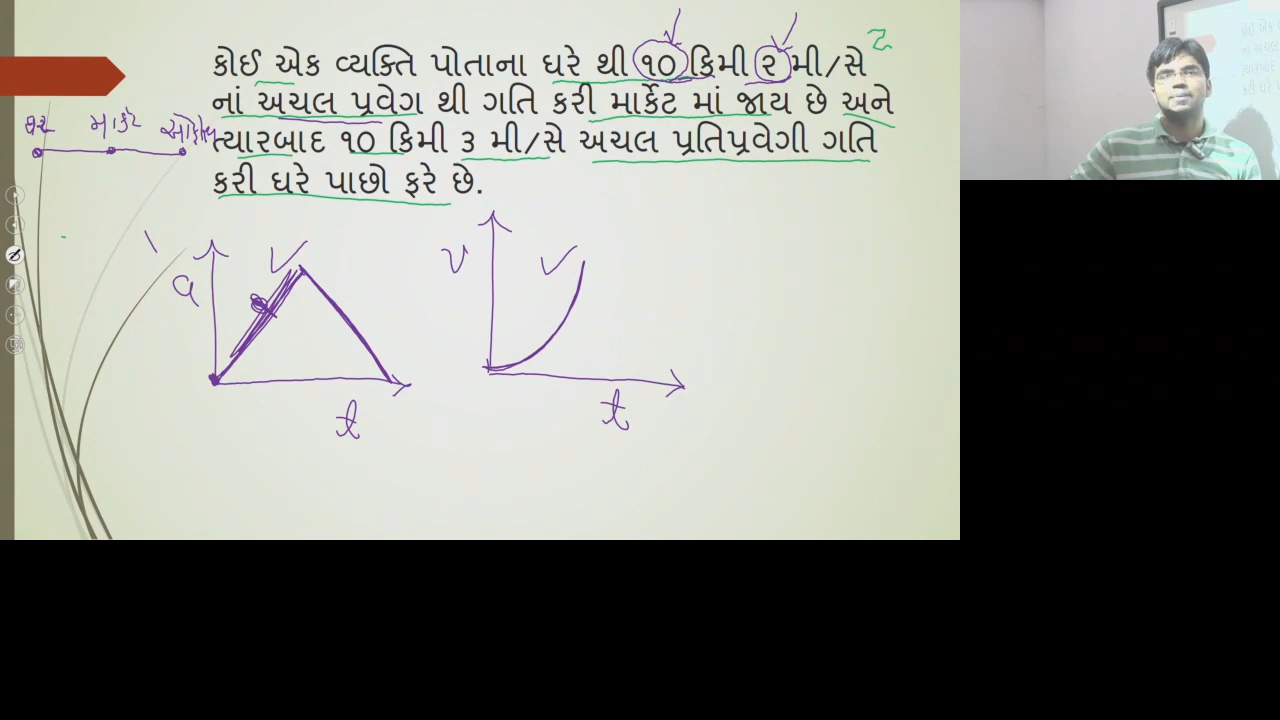 કોઈ એક વ્યક્તિ પોતાના ઘરે થી ૧૦ કિમી ૨ મી/સે 2
નાં અચલ પ્રવેગ થી ગતિ કરી માર્કેટ માં જાય છે અને
ત્યારબાદ ૧૦ કિમી ૩ મી/સે અચલ પ્રતિપ્રવેગી ગતિ
કરી ઘરે પાછો ફરે છે.
ઘર માર્કેટ
a
t
v
t